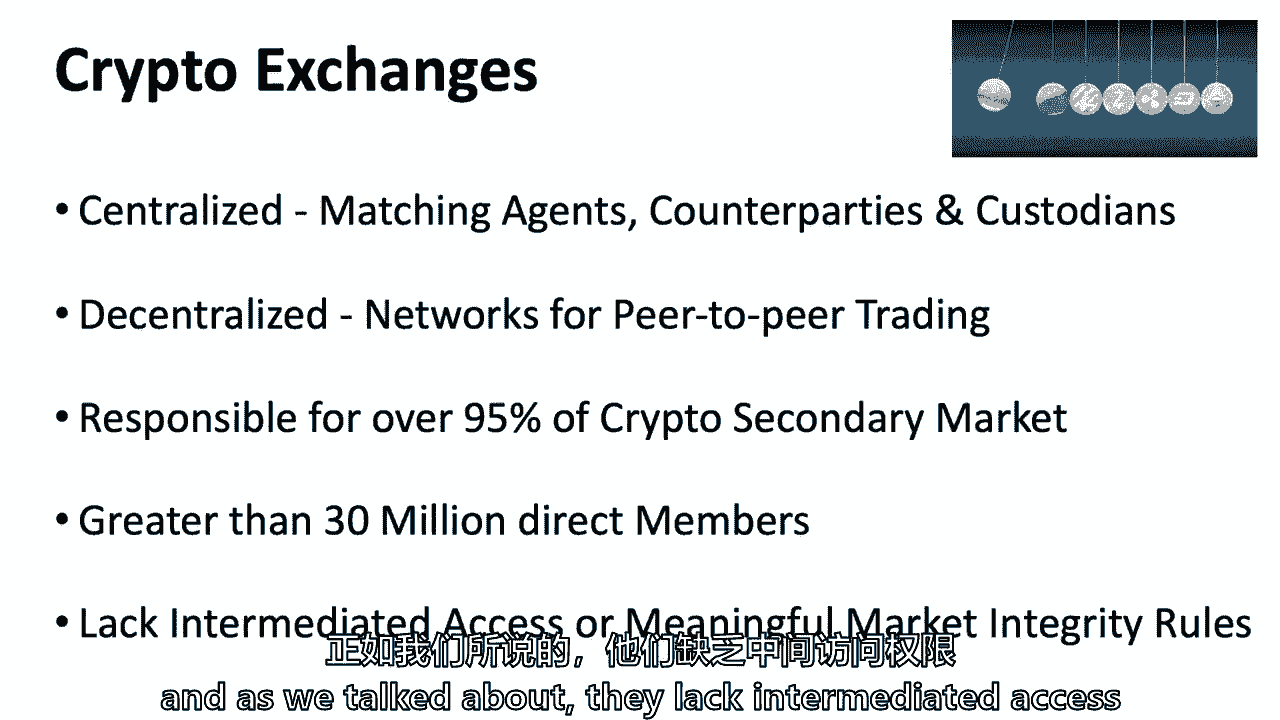 Crypto Exchanges
• Centralized - Matching Agents, Counterparties & Custodians
• Decentralized - Networks for Peer-to-peer Trading
• Responsible for over 95% of Crypto Secondary Market
• Greater than 30 Million direct Members
• Lack Intermediated Access or Meaningful Market Integrity Rules
正如我们所说的，他们缺乏中间访问权限
and as we talked about, they lack intermediated access